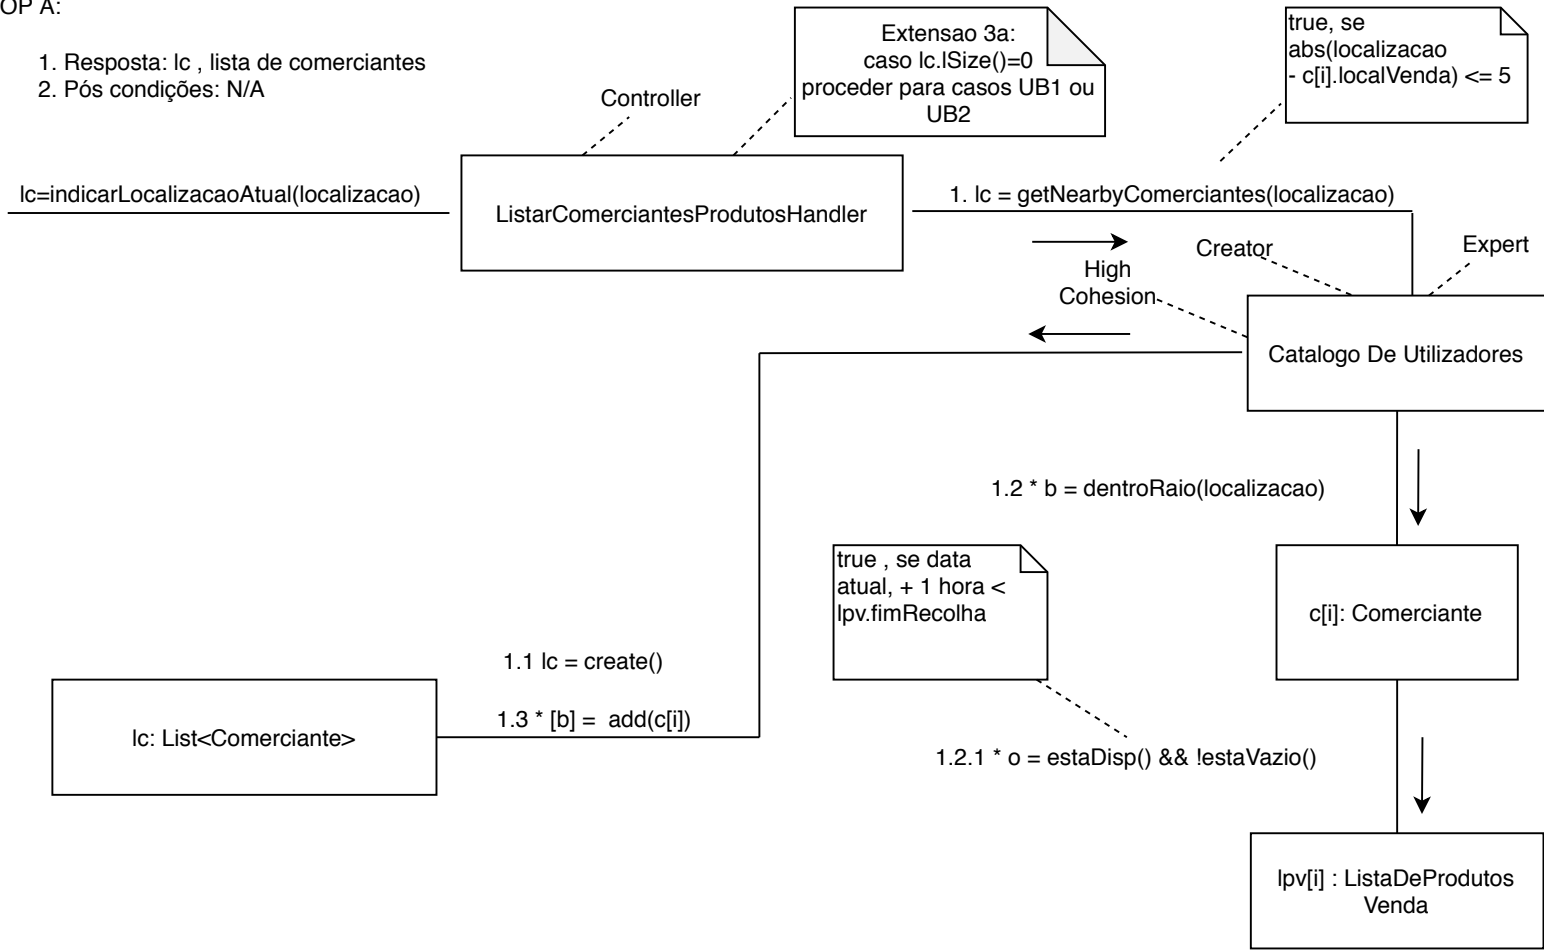 OP A:
1. Resposta: lc , lista de comerciantes
2. Pós condições: N/A
Controller
Extensao 3a:
caso lc.lSize()=0
proceder para casos UB1 ou
UB2
true, se
abs(localizacao
- c[i].localVenda) <= 5
lc=indicarLocalizacaoAtual(localizacao)
ListarComerciantesProdutosHandler
1. lc = getNearbyComerciantes(localizacao)
Creator
Expert
High
Cohesion
Catalogo De Utilizadores
1.2 * b = dentroRaio(localizacao)
true , se data
atual, + 1 hora <
lpv.fimRecolha
c[i]: Comerciante
1.1 lc = create()
1.3 * [b] =  add(c[i])
lc: List<Comerciante>
1.2.1 * o = estaDisp() && !estaVazio()
lpv[i] : ListaDeProdutos
Venda